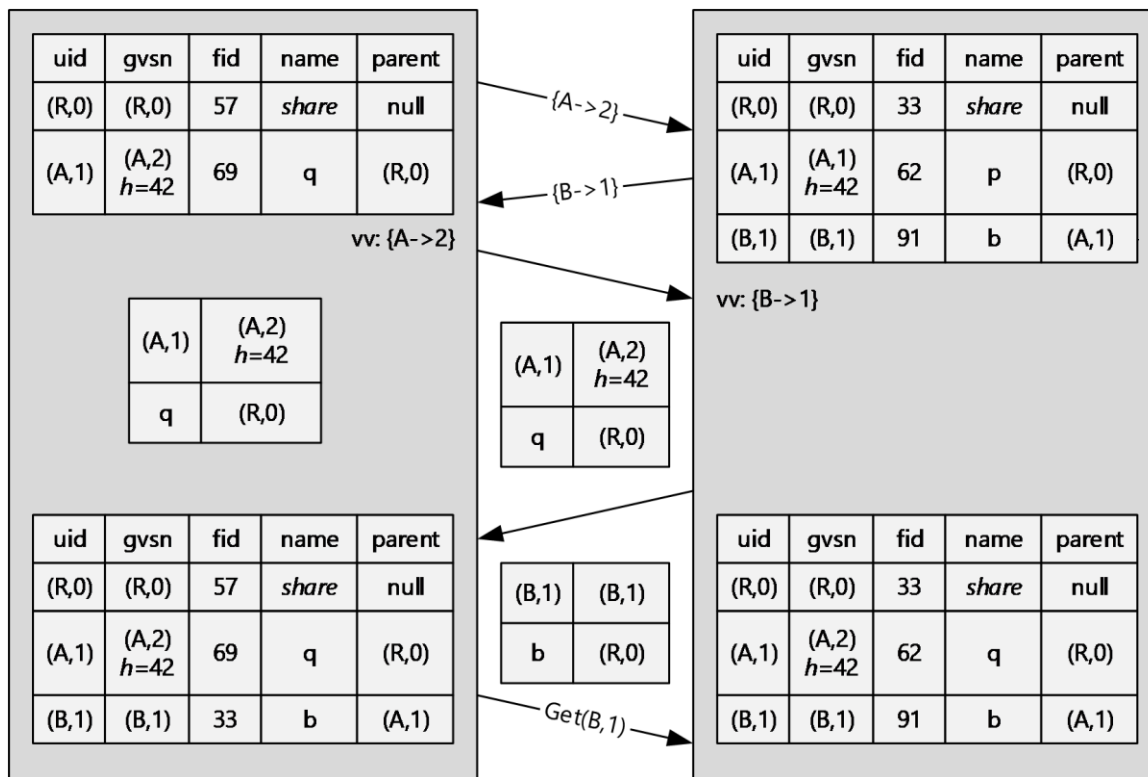 uid gvsn fid name parent
(R,0) (R,0) 57 share null
(A,1) (A,2) h=42 69 q (R,0)
vv: {A->2}
{A->2}
{B->1}
uid gvsn fid name parent
(R,0) (R,0) 33 share null
(A,1) (A,1) h=42 62 p (R,0)
(B,1) (B,1) 91 b (A,1)
vv: {B->1}
(A,1) (A,2) h=42
q (R,0)
(A,1) (A,2) h=42
q (R,0)
uid gvsn fid name parent
(R,0) (R,0) 57 share null
(A,1) (A,2) h=42 69 q (R,0)
(B,1) (B,1) 33 b (A,1)
(B,1) (B,1)
b (R,0)
Get(B,1)
uid gvsn fid name parent
(R,0) (R,0) 33 share null
(A,1) (A,2) h=42 62 q (R,0)
(B,1) (B,1) 91 b (A,1)